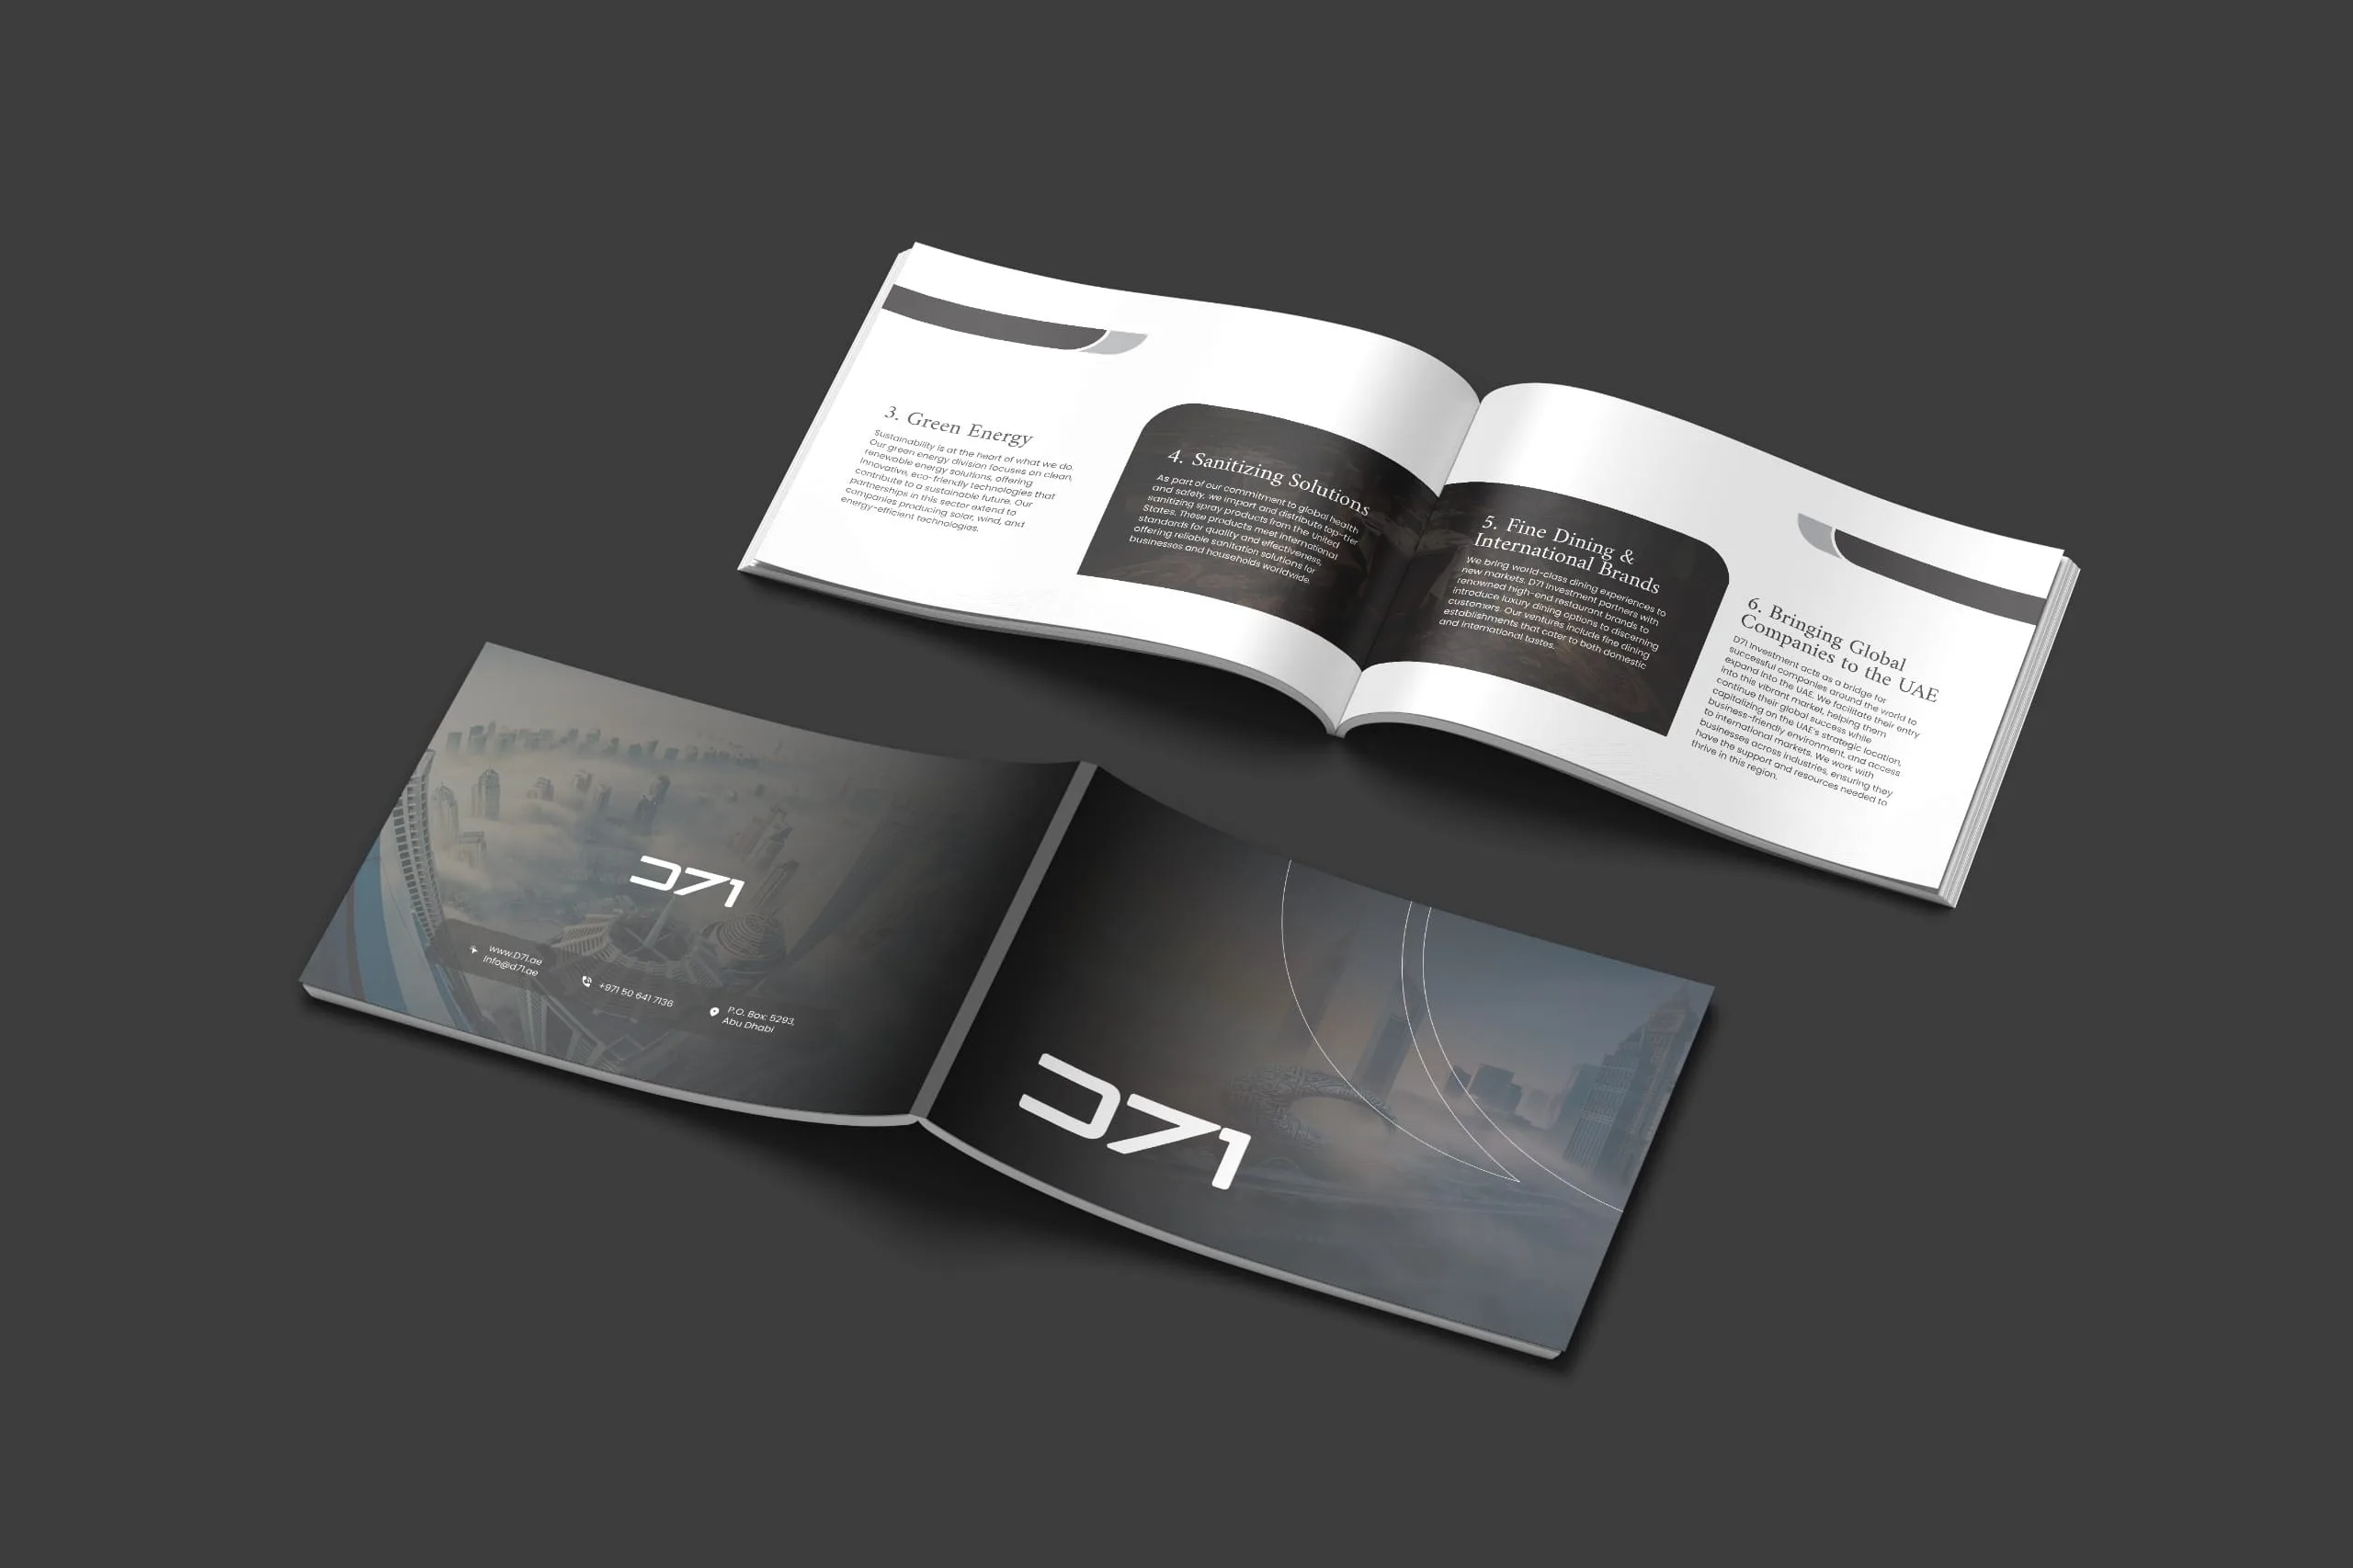 3. Green Energy
Sustainability is at the heart of what we do.
Our green energy division focuses on clean,
renewable energy solutions, offering
innovative, eco-friendly technologies that
contribute to a sustainable future. Our
partnerships in this sector extend to
companies producing solar, wind, and
energy-efficient technologies.
4. Sanitizing Solutions
As part of our commitment to global health
and safety, we import and distribute top-tier
sanitizing spray products from the United
States. These products meet international
standards for quality and effectiveness,
offering reliable sanitation solutions for
businesses and households worldwide.
5. Fine Dining &
International Brands
We bring world-class dining experiences to
new markets. D71 Investment partners with
renowned high-end restaurant brands to
introduce luxury dining options to discerning
customers. Our ventures include fine dining
establishments that cater to both domestic
and international tastes.
6. Bringing Global
Companies to the UAE
D71 Investment acts as a bridge for
successful companies around the world to
expand into the UAE. We facilitate their entry
into this vibrant market, helping them
continue their global success while
capitalizing on the UAE's strategic location,
business-friendly environment, and access
to international markets. We work with
businesses across industries, ensuring they
have the support and resources needed to
thrive in this region.
D71
www.D71.ae
Info@d71.ae
+971 50 641 7136
P.O. Box: 5293,
Abu Dhabi
D71